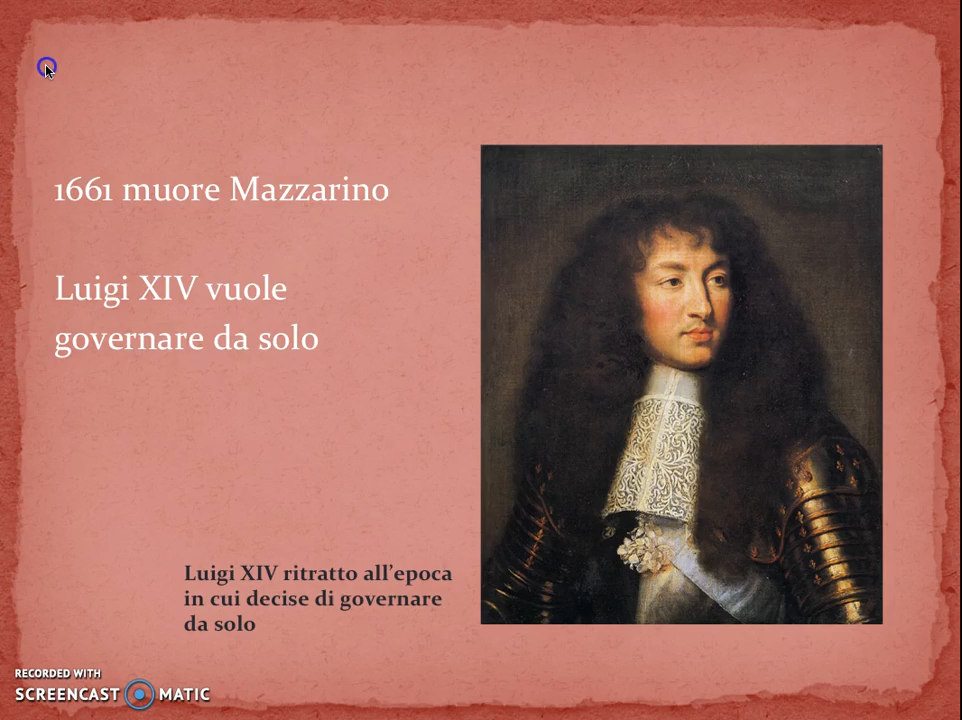 1661 muore Mazzarino
Luigi XIV vuole
governare da solo
Luigi XIV ritratto all'epoca
in cui decise di governare
da solo
RECORDED WITH
SCREENCAST MATIC